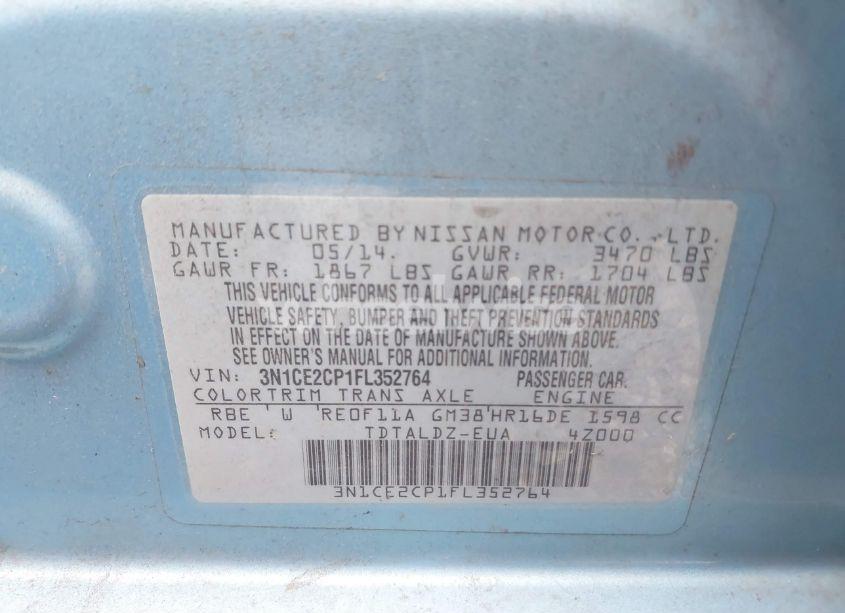 MANUFACTURED BY NISSAN MOTOR CO. , LTD.
DATE: 05/14. GVWR: 3470 LBS
GAWR FR: 1867 LBS GAWR RR: 1704 LBS
THIS VEHICLE CONFORMS TO ALL APPLICABLE FEDERAL MOTOR
VEHICLE SAFETY, BUMPER AND THEFT PREVENTION STANDARDS
IN EFFECT ON THE DATE OF MANUFACTURE SHOWN ABOVE.
SEE OWNER'S MANUAL FOR ADDITIONAL INFORMATION.
VIN: 3N1CE2CP1FL352764 PASSENGER CAR.
COLORTRIM TRANS AXLE ENGINE
RBE ' W 'RE0F11A GM38'HR16DE 1598 CC
MODEL: TDTALDZ-EUA 4Z000
3N1CE2CP1FL352764